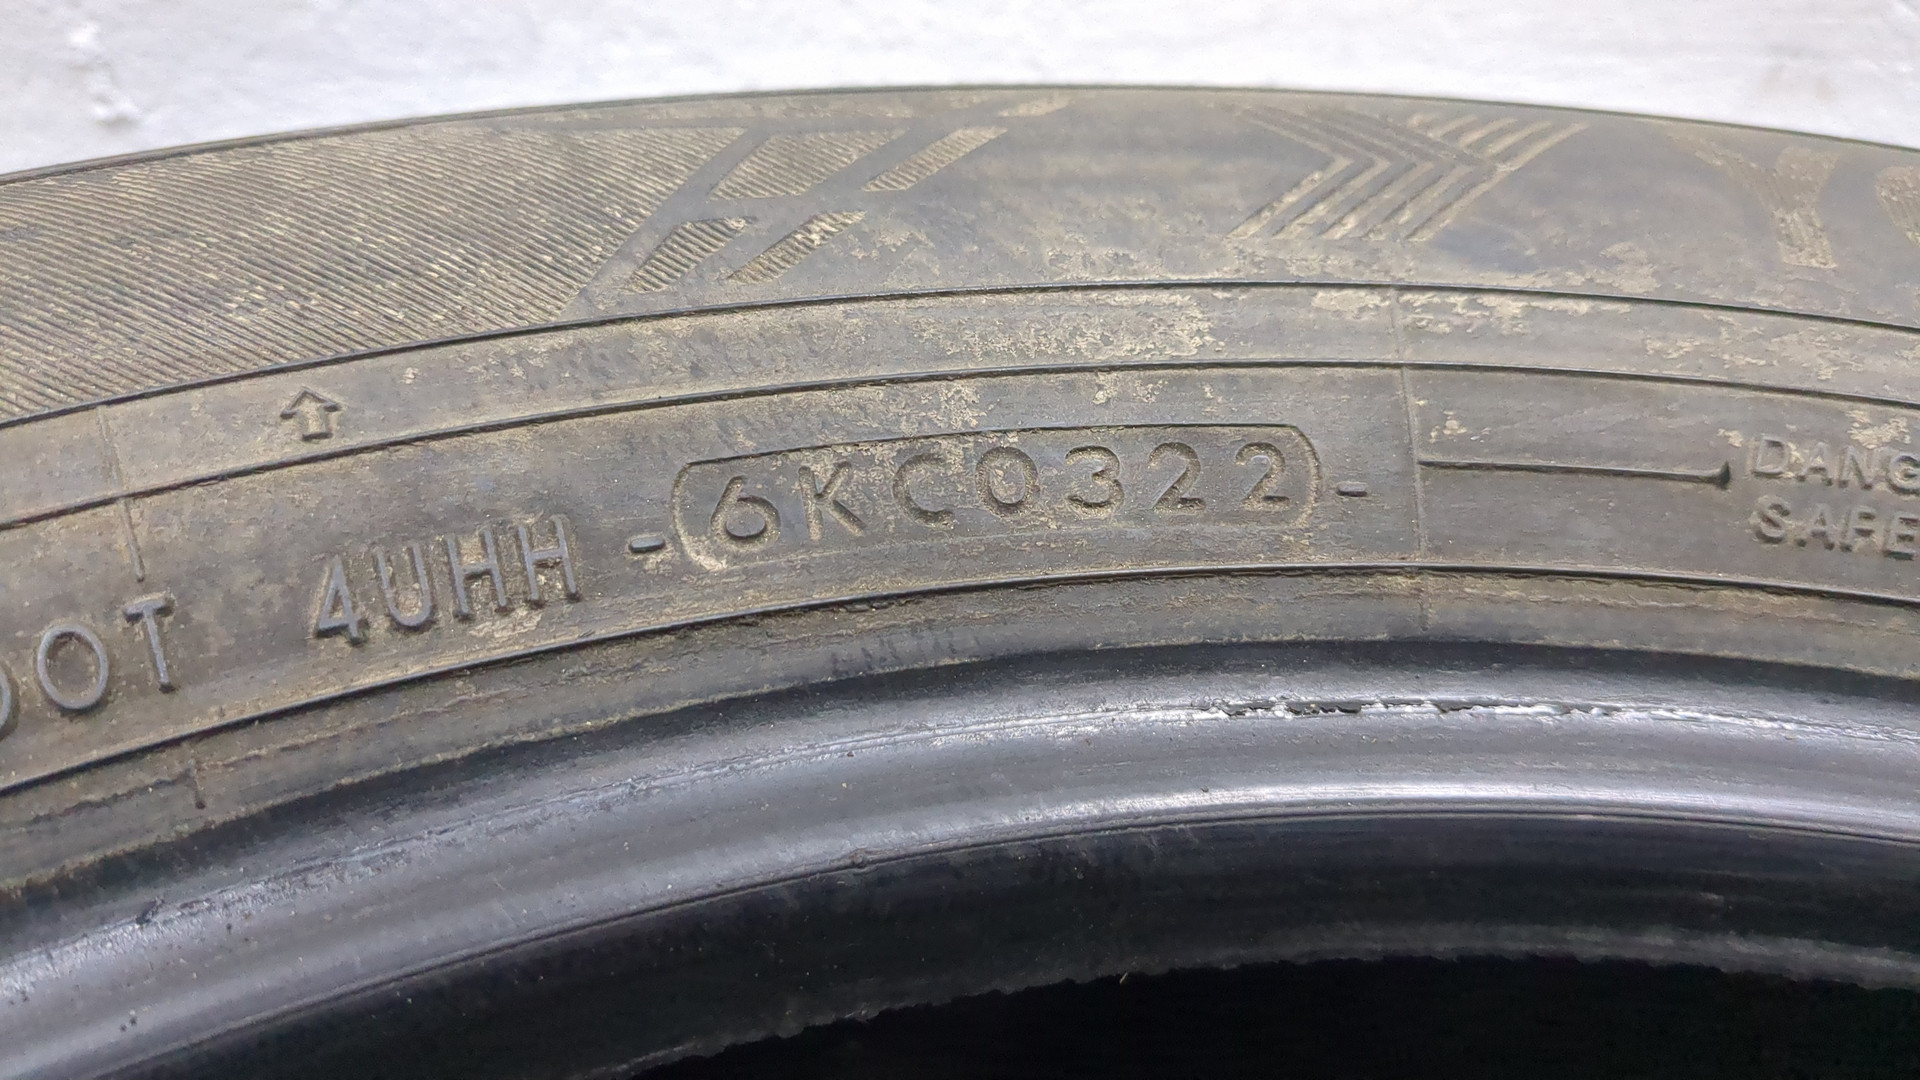 DOT 4UHH - 6KC0322 -
DANG
SAFE